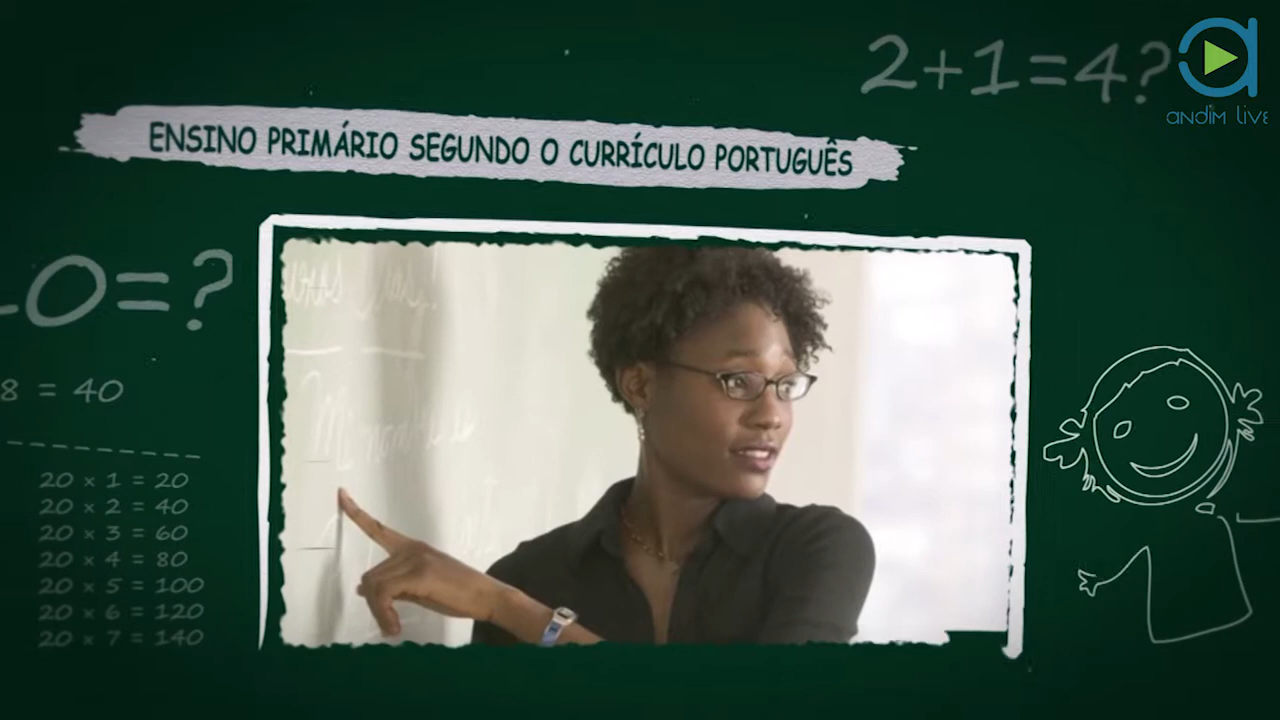 2+1=4?
andim live
ENSINO PRIMÁRIO SEGUNDO O CURRÍCULO PORTUGUÊS
0=?
8 = 40
20 x 1 = 20
20 x 2 = 40
20 x 3 = 60
20 x 4 = 80
20 x 5 = 100
20 x 6 = 120
20 x 7 = 140